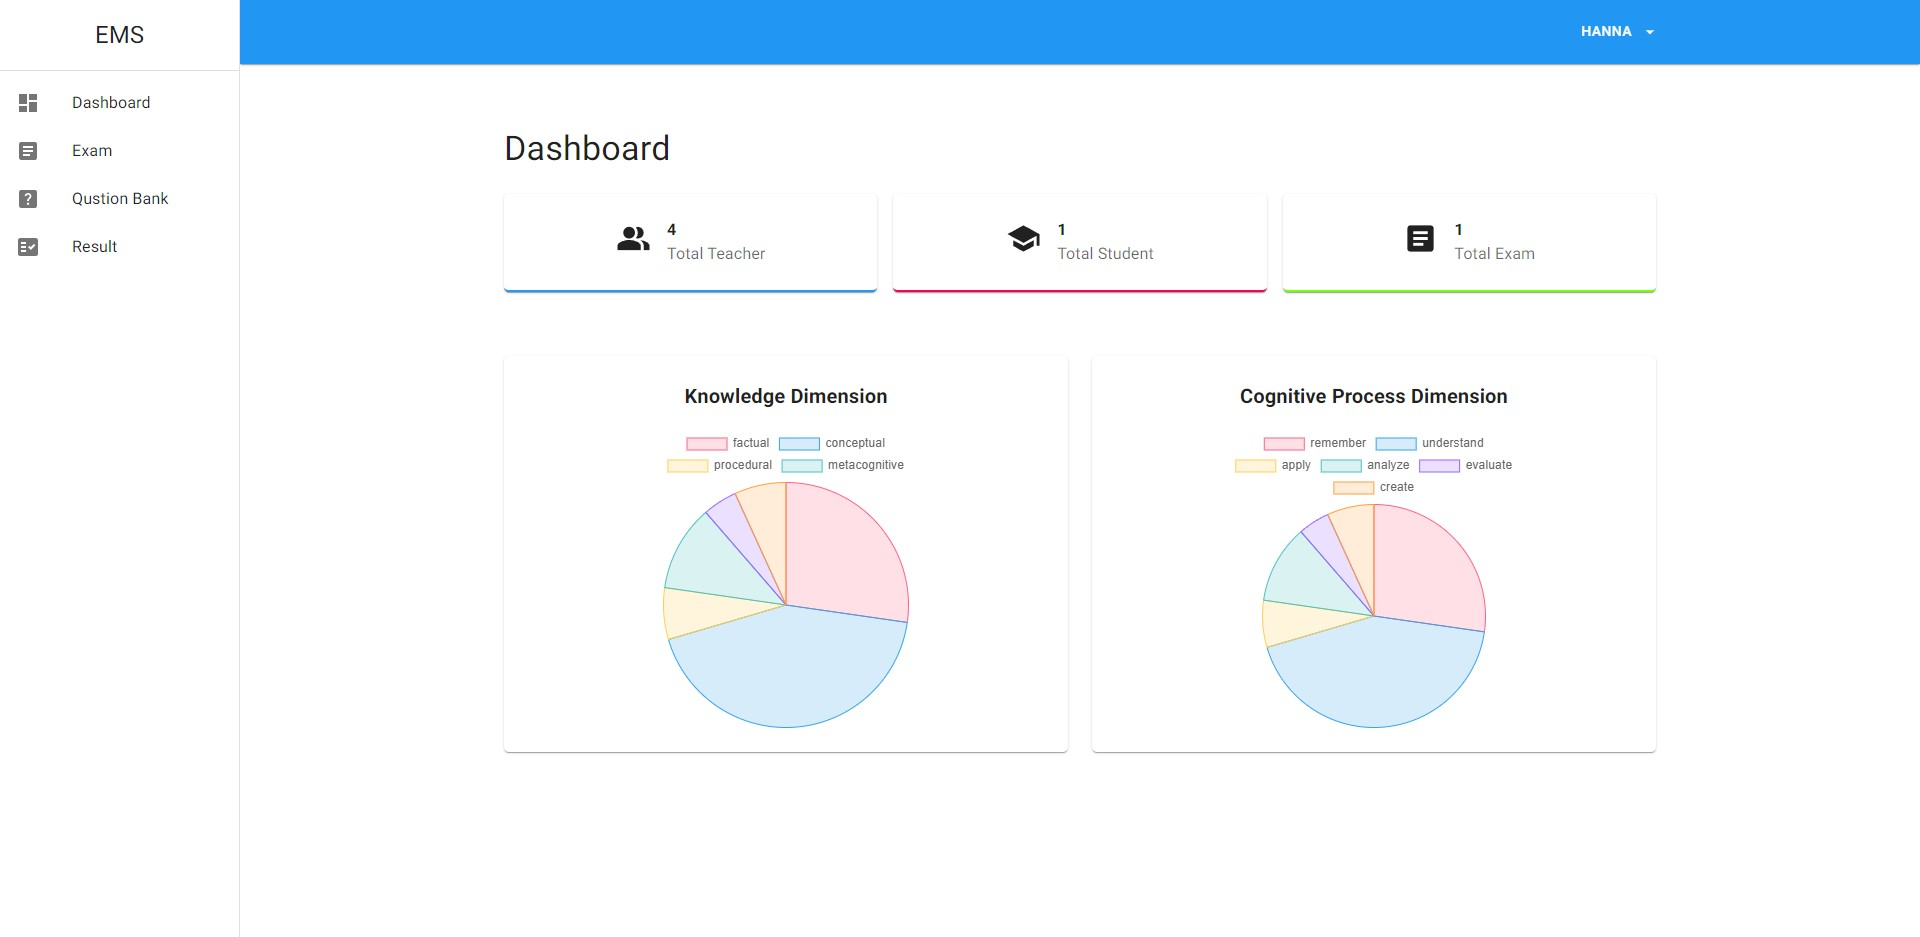 EMS
HANNA
Dashboard
Exam
Qustion Bank
Result
Dashboard
4
Total Teacher
1
Total Student
1
Total Exam
Knowledge Dimension
factual conceptual
procedural metacognitive
Cognitive Process Dimension
remember understand
apply analyze evaluate
create